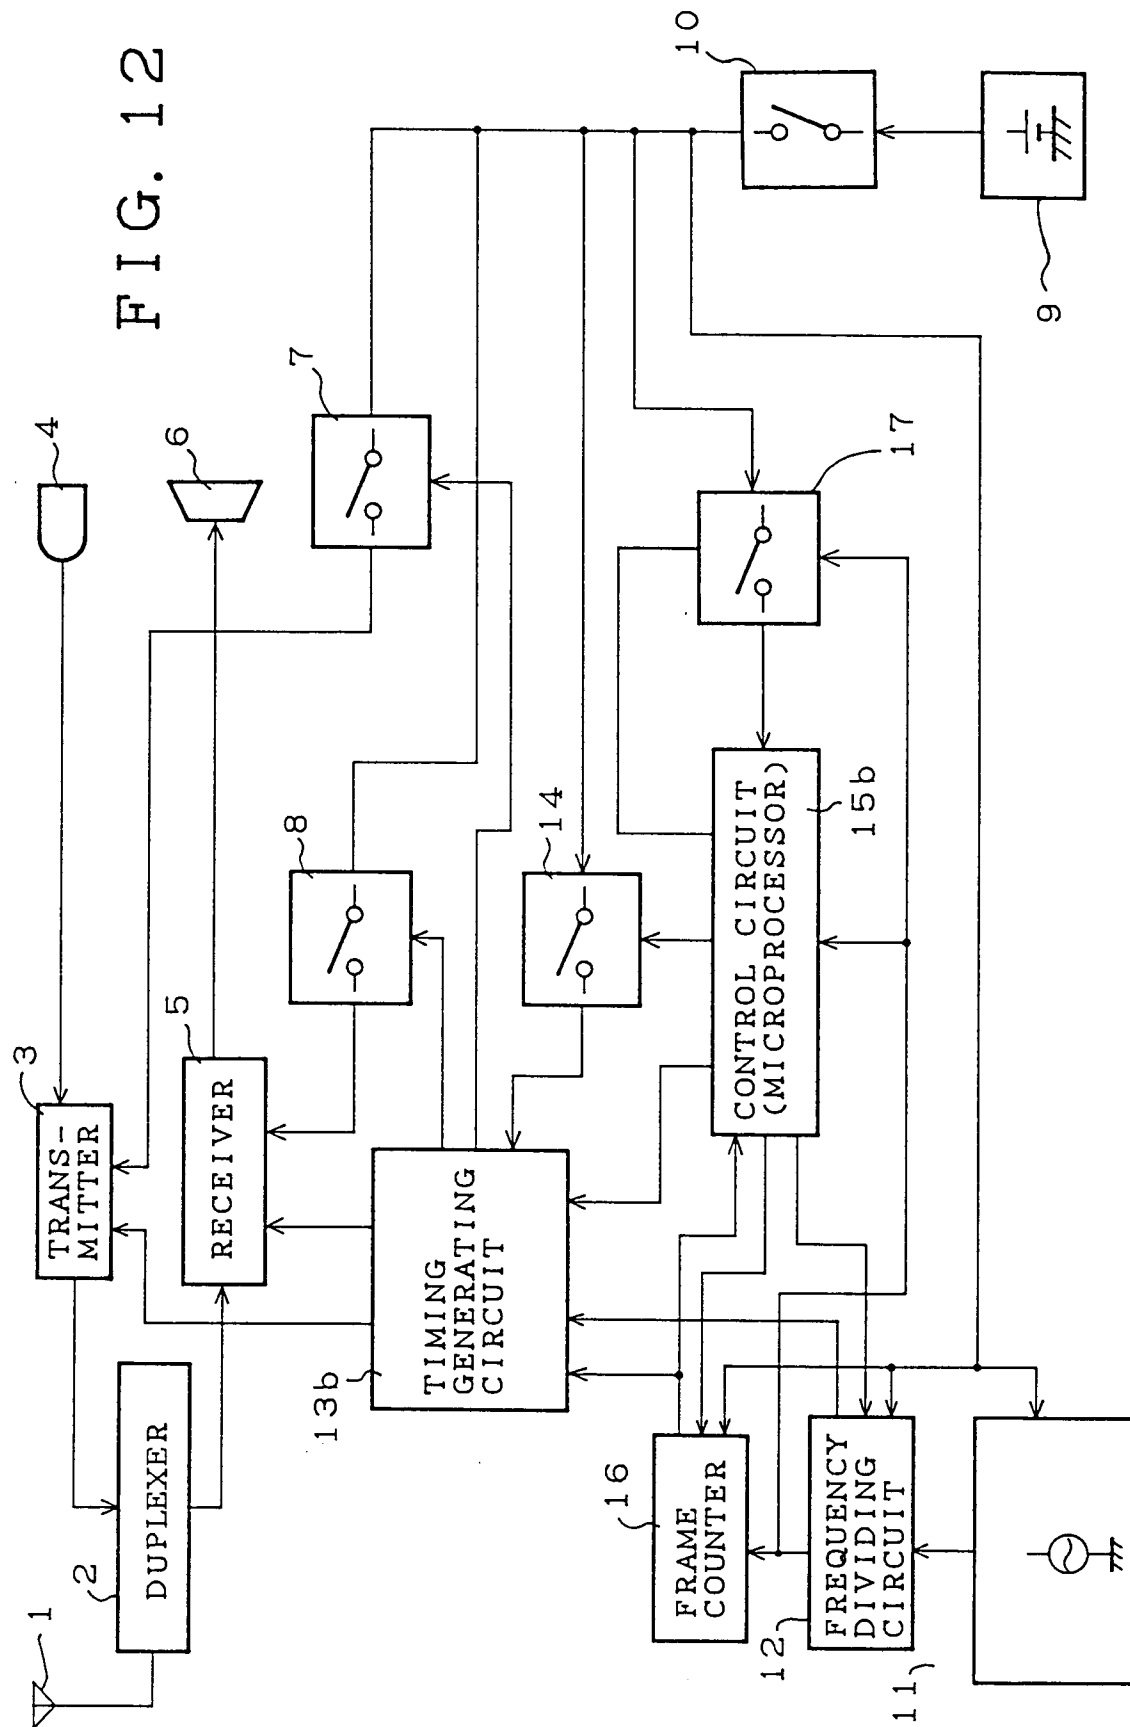 FIG. 12
1
2
DUPLEXER
3
TRANS-
MITTER
4
5
RECEIVER
6
7
8
13b
TIMING
GENERATING
CIRCUIT
14
10
9
16
FRAME
COUNTER
15b
CONTROL CIRCUIT
(MICROPROCESSOR)
17
12
FREQUENCY
DIVIDING
CIRCUIT
11